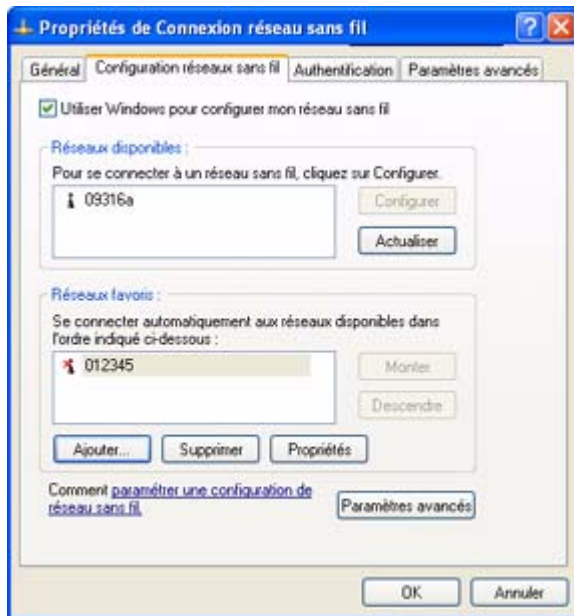 Propriétés de Connexion réseau sans fil
Général
Configuration réseaux sans fil
Authentification
Paramètres avancés
Utiliser Windows pour configurer mon réseau sans fil
Réseaux disponibles :
Pour se connecter à un réseau sans fil, cliquez sur Configurer.
09316a
Configurer
Actualiser
Réseaux favoris :
Se connecter automatiquement aux réseaux disponibles dans
l'ordre indiqué ci-dessous :
012345
Monter
Descendre
Ajouter...
Supprimer
Propriétés
Comment paramétrer une configuration de
réseau sans fil.
Paramètres avancés
OK
Annuler